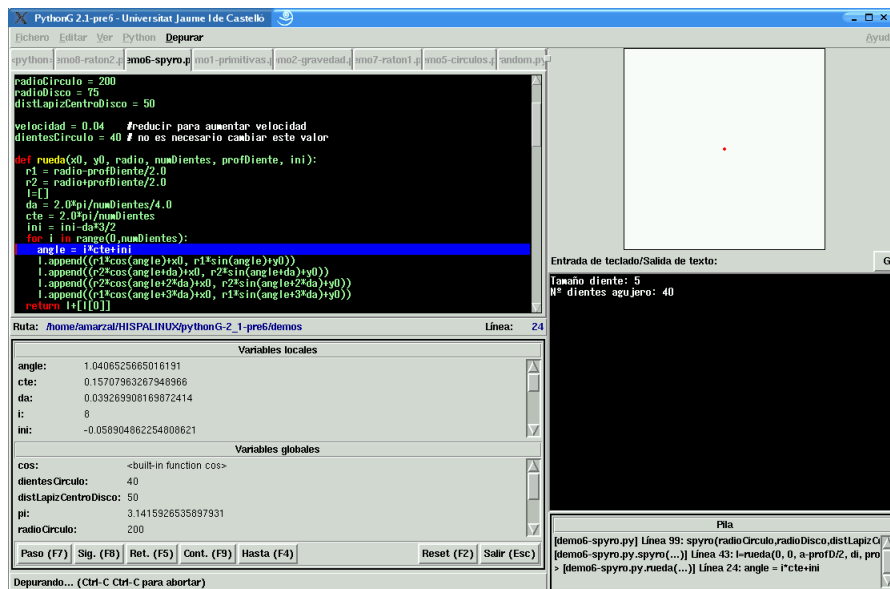 PythonG 2.1-pre6 - Universitat Jaume I de Castelló
Fichero Editar Ver Python Depurar
Ayud
<python> emo8-raton2.p emo6-spyro.p mo1-primitivas. mo2-gravedad. mo7-raton1.p mo5-circulos.p random.py
radioCirculo = 200
radioDisco = 75
distLapizCentroDisco = 50
velocidad = 0.04 #reducir para aumentar velocidad
dientesCirculo = 40 # no es necesario cambiar este valor
def rueda(x0, y0, radio, numDientes, profDiente, ini):
r1 = radio-profDiente/2.0
r2 = radio+profDiente/2.0
l=[]
da = 2.0*pi/numDientes/4.0
cte = 2.0*pi/numDientes
ini = ini-da*3/2
for i in range(0,numDientes):
angle = i*cte+ini
l.append((r1*cos(angle)+x0, r1*sin(angle)+y0))
l.append((r2*cos(angle+da)+x0, r2*sin(angle+da)+y0))
l.append((r2*cos(angle+2*da)+x0, r2*sin(angle+2*da)+y0))
l.append((r1*cos(angle+3*da)+x0, r1*sin(angle+3*da)+y0))
return l+[l[0]]
Ruta: /home/amarzal/HISPALINUX/pythonG-2_1-pre6/demos Línea: 24
Variables locales
angle: 1.0406525665016191
cte: 0.15707963267948966
da: 0.039269908169872414
i: 8
ini: -0.058904862254808621
Variables globales
cos: <built-in function cos>
dientesCirculo: 40
distLapizCentroDisco: 50
pi: 3.1415926535897931
radioCirculo: 200
Paso (F7) Sig. (F8) Ret. (F5) Cont. (F9) Hasta (F4) Reset (F2) Salir (Esc)
Depurando... (Ctrl-C Ctrl-C para abortar)
Entrada de teclado/Salida de texto:
G
Tamaño diente: 5
Nº dientes agujero: 40
Pila
[demo6-spyro.py] Línea 99: spyro(radioCirculo,radioDisco,distLapizC
[demo6-spyro.py.spyro(...)] Línea 43: l=rueda(0, 0, a-profD/2, di, pro
> [demo6-spyro.py.rueda(...)] Línea 24: angle = i*cte+ini